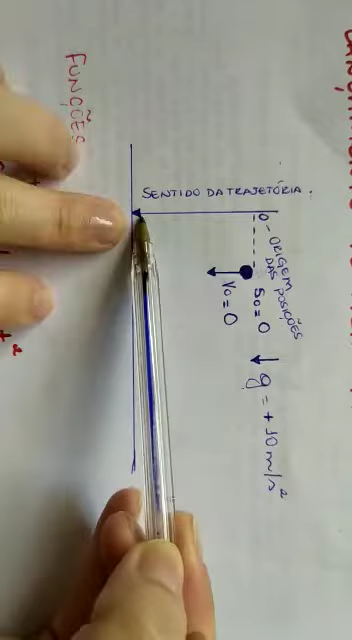 0 - ORIGEM
DAS POSIÇÕES
SENTIDO DA TRAJETÓRIA.
S₀ = 0
V₀ = 0
g = + 10 m/s²
FUNÇÕES